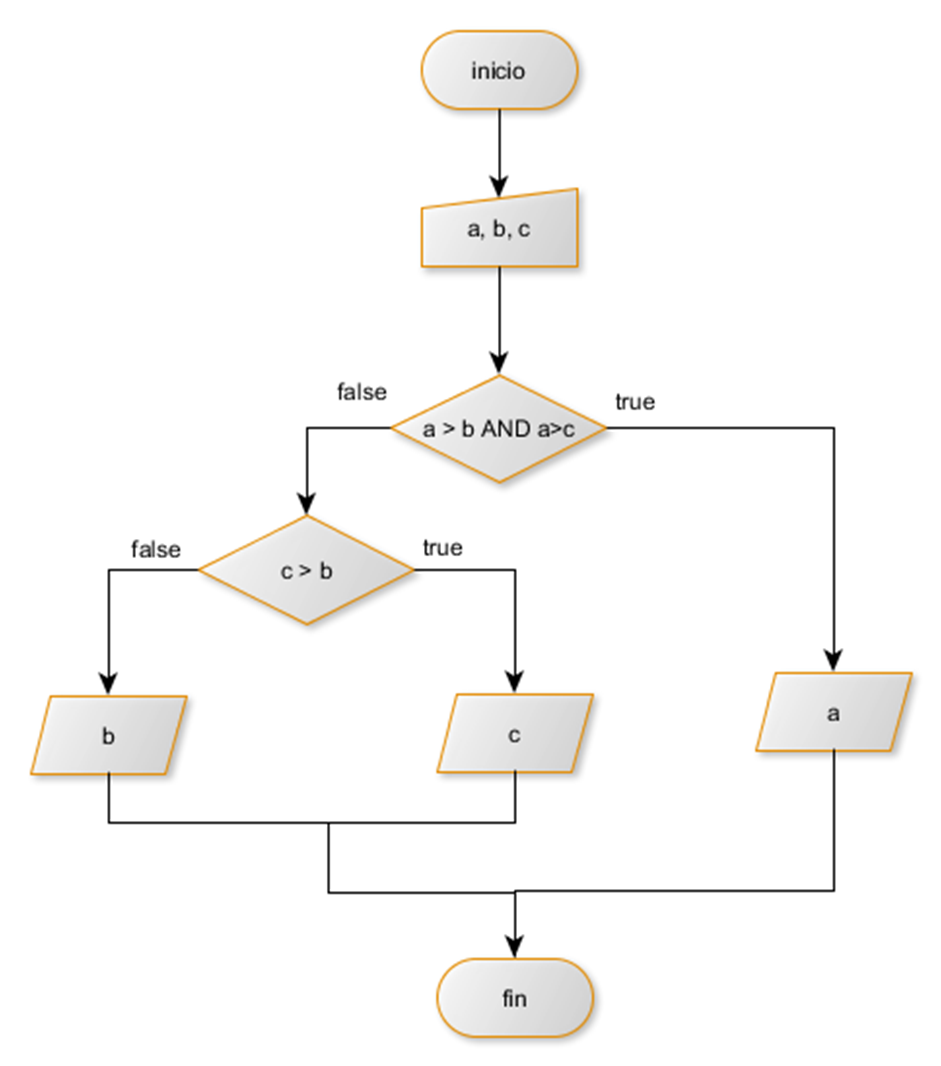 inicio
a, b, c
false
true
a > b AND a>c
false
true
c > b
b
c
a
fin